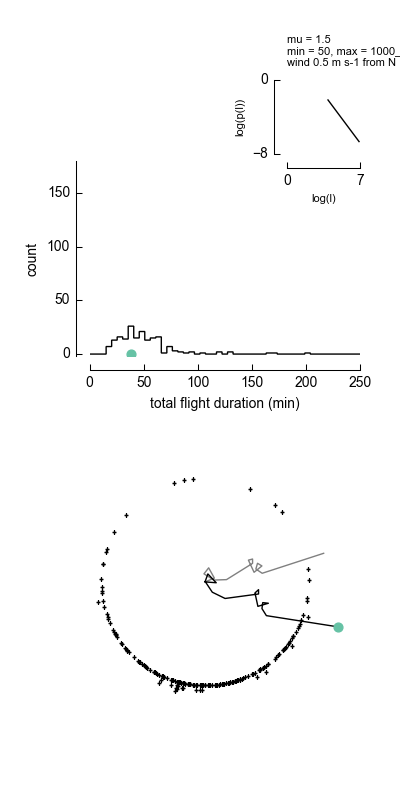 mu = 1.5
min = 50, max = 1000_
wind 0.5 m s-1 from N
0
log(p(l))
−8
0
7
log(l)
150
100
50
0
count
0
50
100
150
200
250
total flight duration (min)